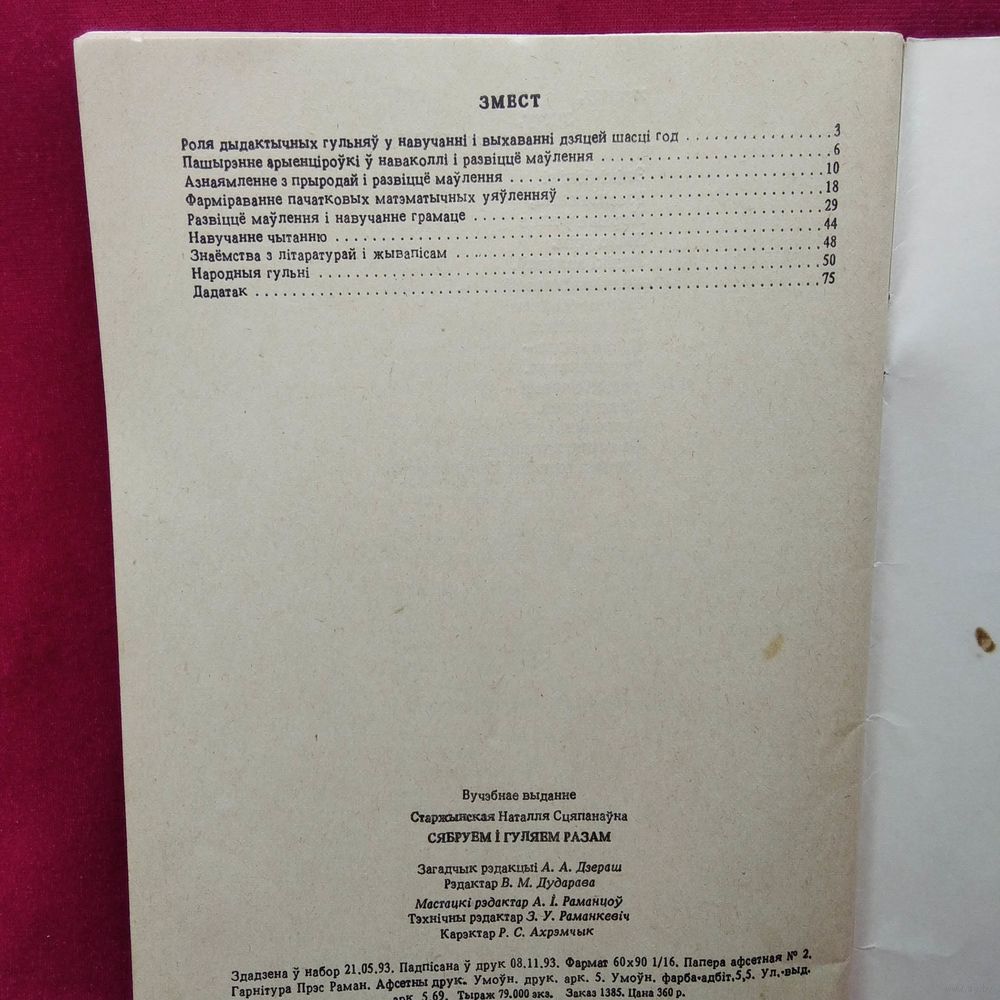 ЗМЕСТ
Роля дыдактычных гульняў у навучанні і выхаванні дзяцей шасці год . . . . . . . . . . . . . . 3
Пашырэнне арыенціроўкі ў наваколлі і развіццё маўлення . . . . . . . . . . . . . . . . . . . . . 6
Азнаямленне з прыродай і развіццё маўлення . . . . . . . . . . . . . . . . . . . . . . . . . . . . 10
Фарміраванне пачатковых матэматычных уяўленняў . . . . . . . . . . . . . . . . . . . . . . . 18
Развіццё маўлення і навучанне грамаце . . . . . . . . . . . . . . . . . . . . . . . . . . . . . . . 29
Навучанне чытанню . . . . . . . . . . . . . . . . . . . . . . . . . . . . . . . . . . . . . . . . . . . . 44
Знаёмства з літаратурай і жывапісам . . . . . . . . . . . . . . . . . . . . . . . . . . . . . . . . . 48
Народныя гульні . . . . . . . . . . . . . . . . . . . . . . . . . . . . . . . . . . . . . . . . . . . . . . 50
Дадатак . . . . . . . . . . . . . . . . . . . . . . . . . . . . . . . . . . . . . . . . . . . . . . . . . . . . 75
Вучэбнае выданне
Старжынская Наталля Сцяпанаўна
СЯБРУЕМ І ГУЛЯЕМ РАЗАМ
Загадчык рэдакцыі А. А. Дзераш
Рэдактар В. М. Дударава
Мастацкі рэдактар А. І. Раманцоў
Тэхнічны рэдактар З. У. Раманкевіч
Карэктар Р. С. Ахрэмчык
Здадзена ў набор 21.05.93. Падпісана ў друк 08.11.93. Фармат 60х90 1/16. Папера афсетная № 2.
Гарнітура Прэс Раман. Афсетны друк. Умоўн. друк. арк. 5. Умоўн. фарба-адбіт. 5,5. Ул.-выд.
арк. 5,69. Тыраж 79.000 экз. Заказ 1385. Цана 360 р.